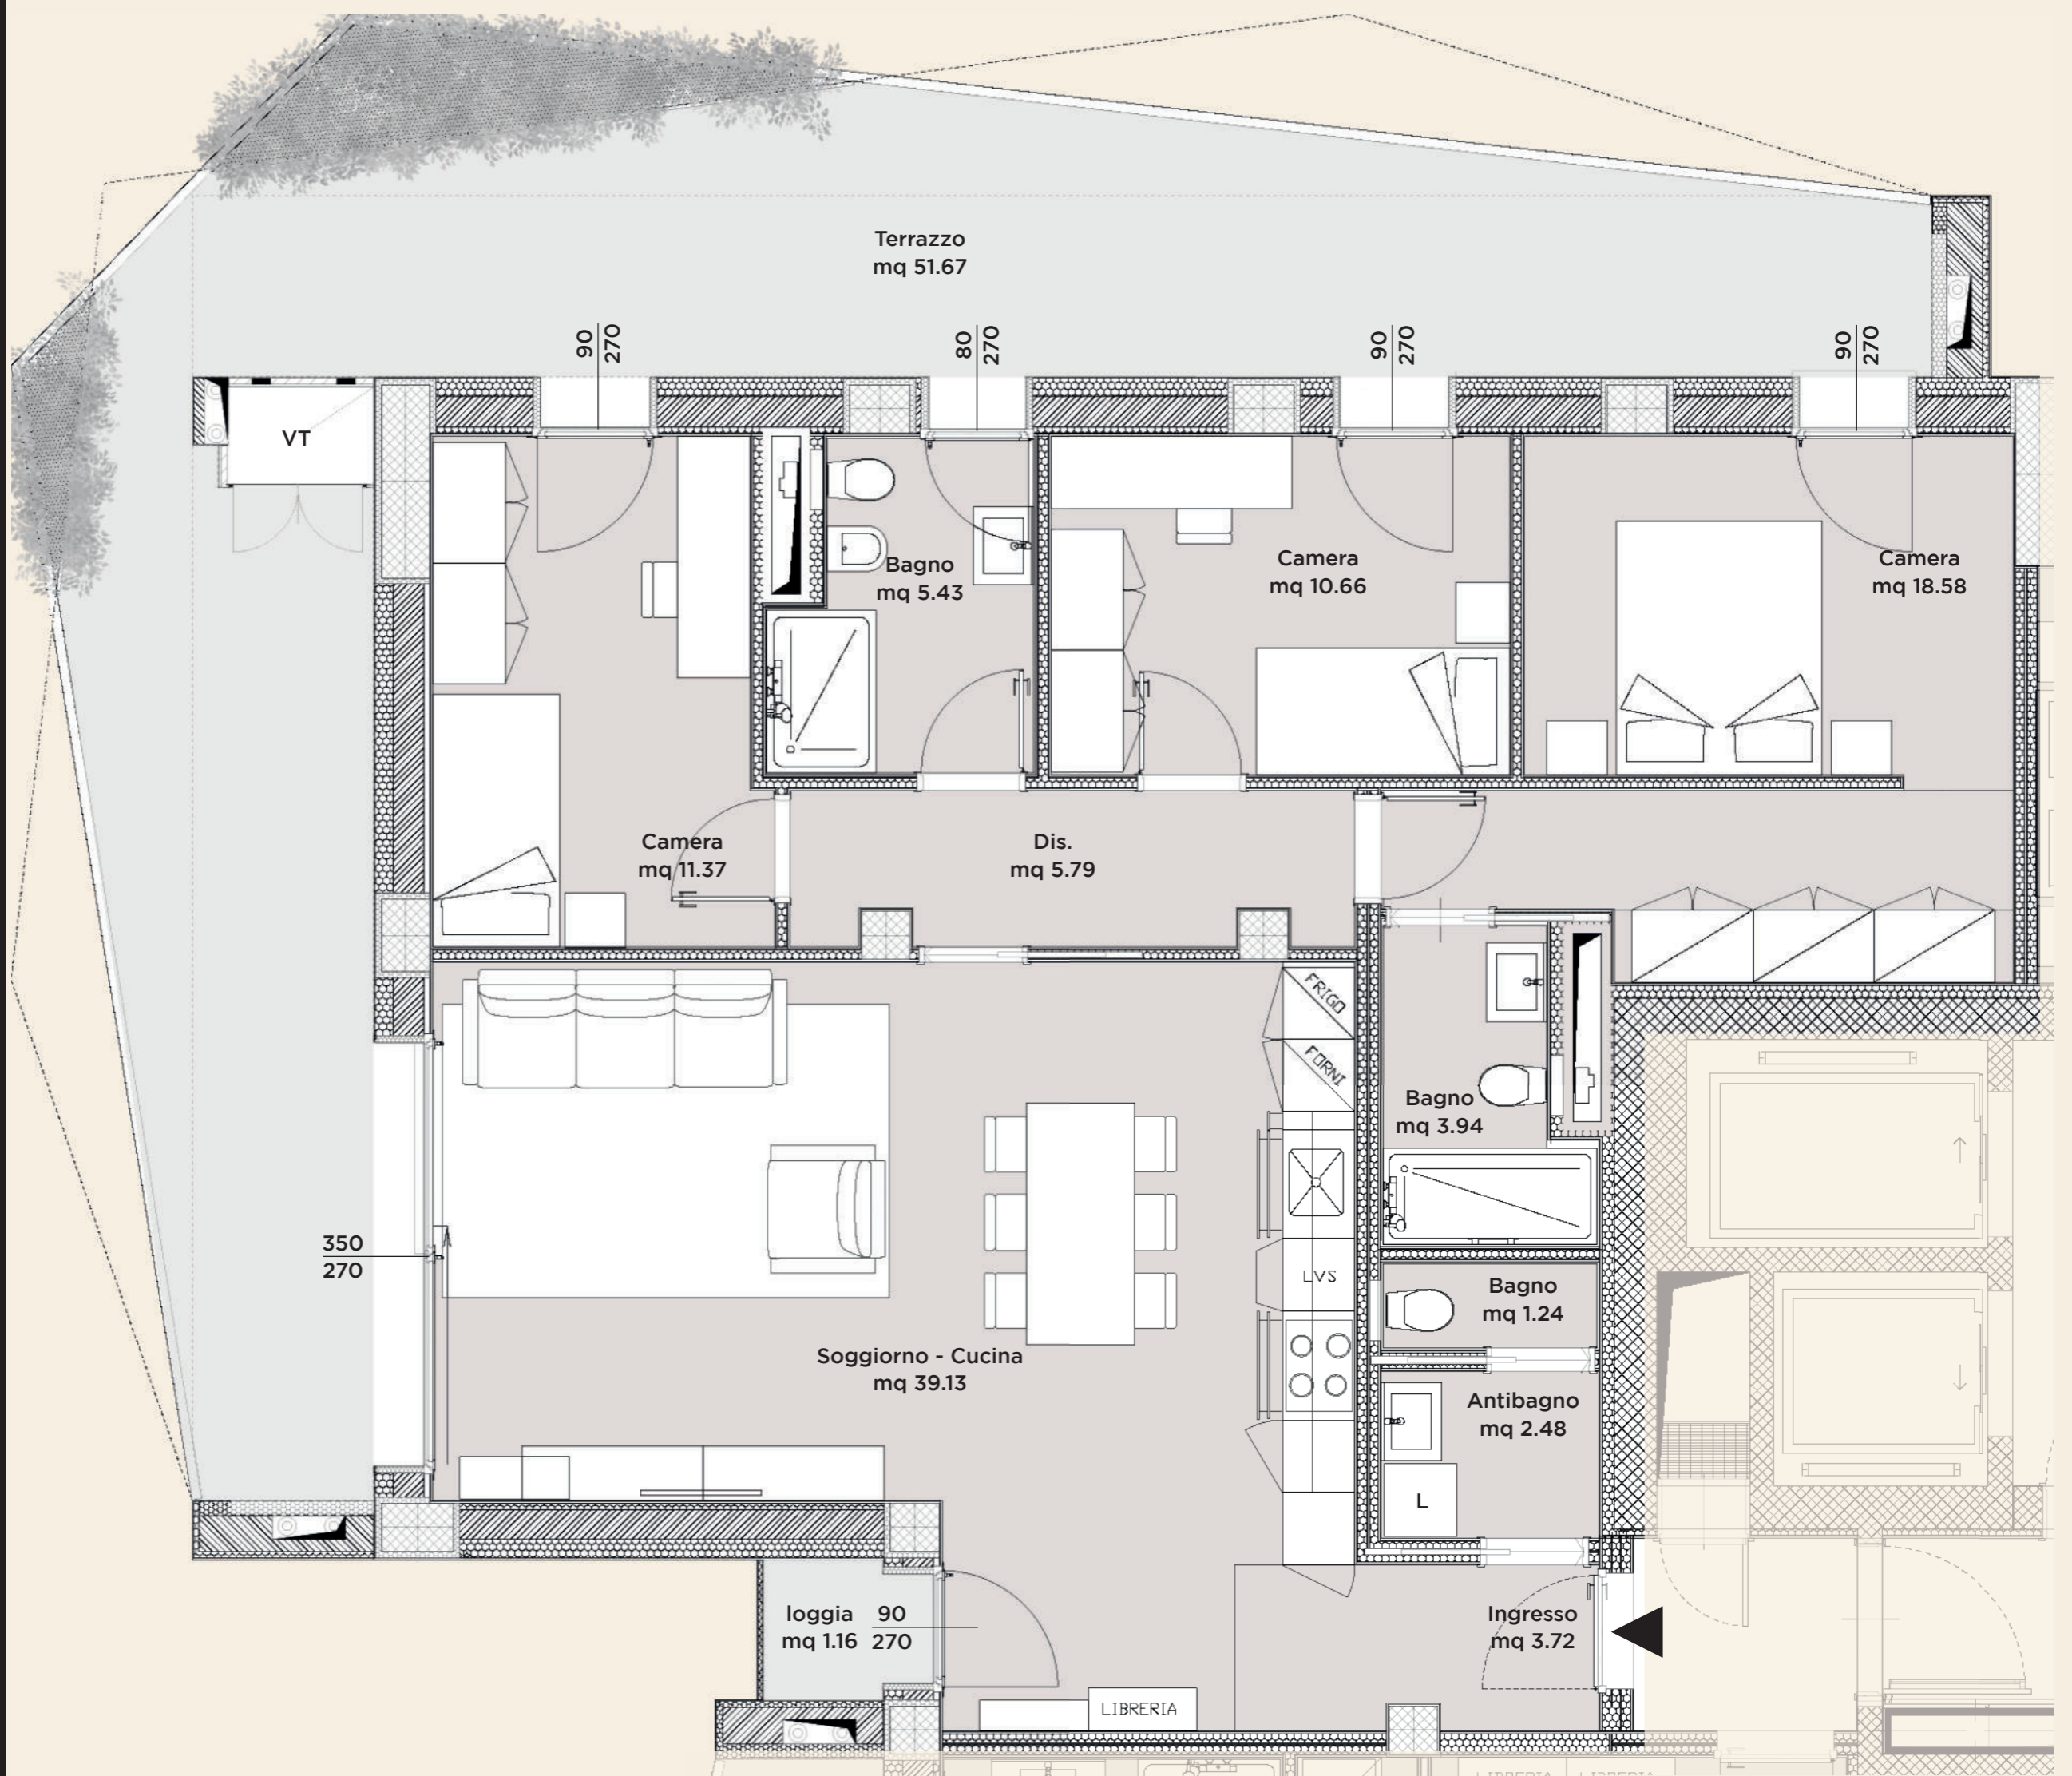 Terrazzo
mq 51.67
90
270
80
270
90
270
90
270
VT
Bagno
mq 5.43
Camera
mq 10.66
Camera
mq 18.58
Camera
mq 11.37
Dis.
mq 5.79
FRIGO
FORNI
Bagno
mq 3.94
350
270
LVS
Bagno
mq 1.24
Soggiorno - Cucina
mq 39.13
Antibagno
mq 2.48
L
loggia
mq 1.16
90
270
Ingresso
mq 3.72
LIBRERIA
LIBRERIA
LIBRERIA